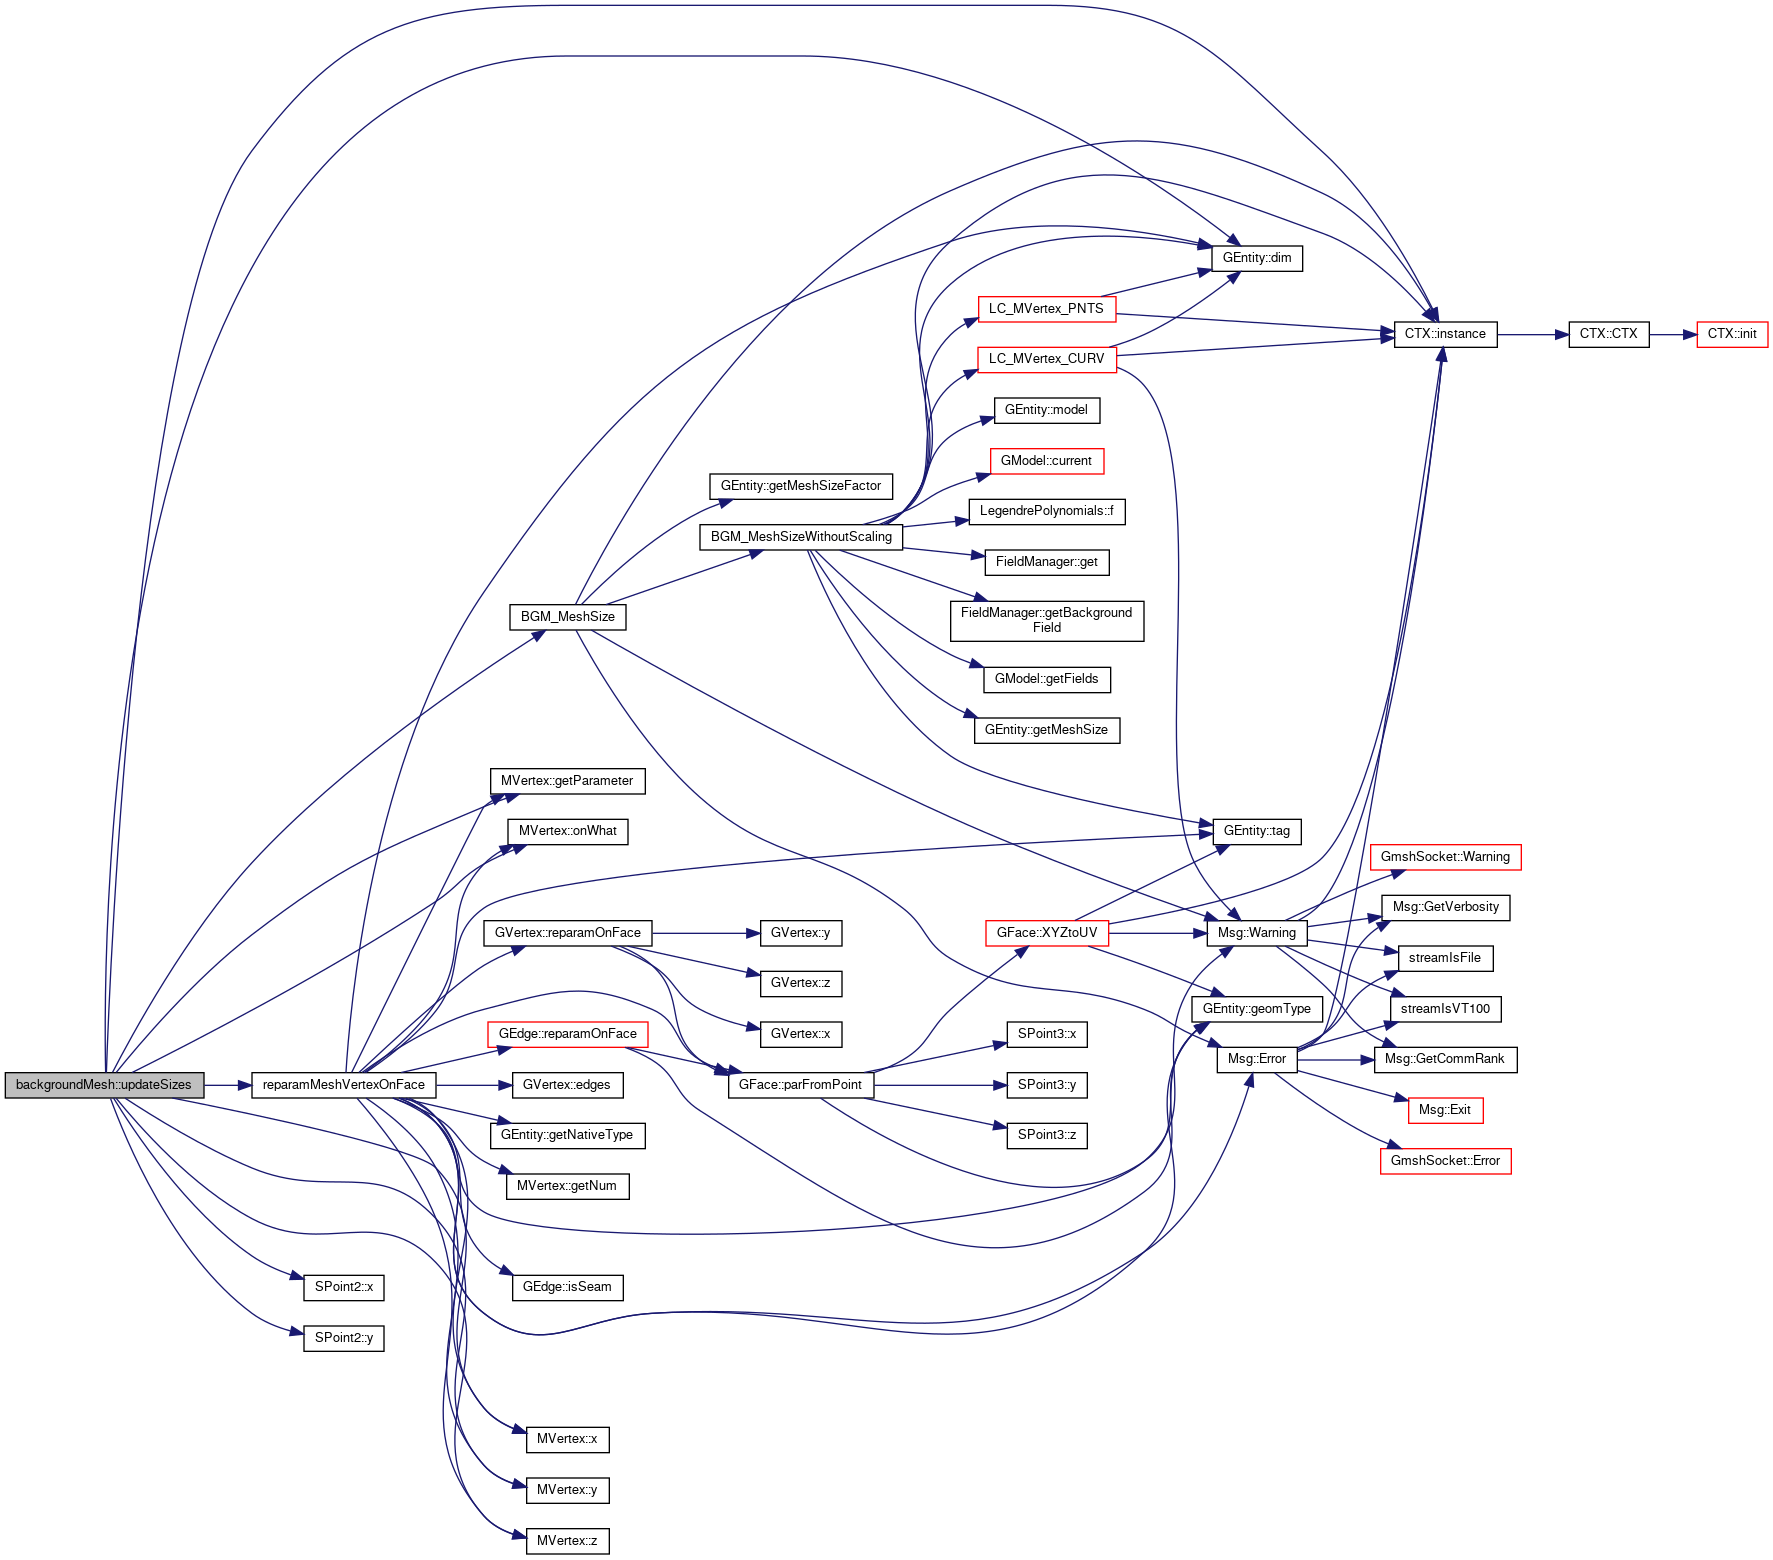 GEntity::dim
LC_MVertex_PNTS
CTX::instance
CTX::CTX
CTX::init
LC_MVertex_CURV
GEntity::model
GModel::current
GEntity::getMeshSizeFactor
LegendrePolynomials::f
BGM_MeshSizeWithoutScaling
FieldManager::get
BGM_MeshSize
FieldManager::getBackground
Field
GModel::getFields
GEntity::getMeshSize
MVertex::getParameter
MVertex::onWhat
GEntity::tag
GmshSocket::Warning
Msg::GetVerbosity
GVertex::reparamOnFace
GVertex::y
GFace::XYZtoUV
Msg::Warning
streamIsFile
GVertex::z
GEntity::geomType
streamIsVT100
GEdge::reparamOnFace
GVertex::x
SPoint3::x
Msg::Error
Msg::GetCommRank
backgroundMesh::updateSizes
reparamMeshVertexOnFace
GVertex::edges
GFace::parFromPoint
SPoint3::y
Msg::Exit
GEntity::getNativeType
SPoint3::z
GmshSocket::Error
MVertex::getNum
SPoint2::x
GEdge::isSeam
SPoint2::y
MVertex::x
MVertex::y
MVertex::z